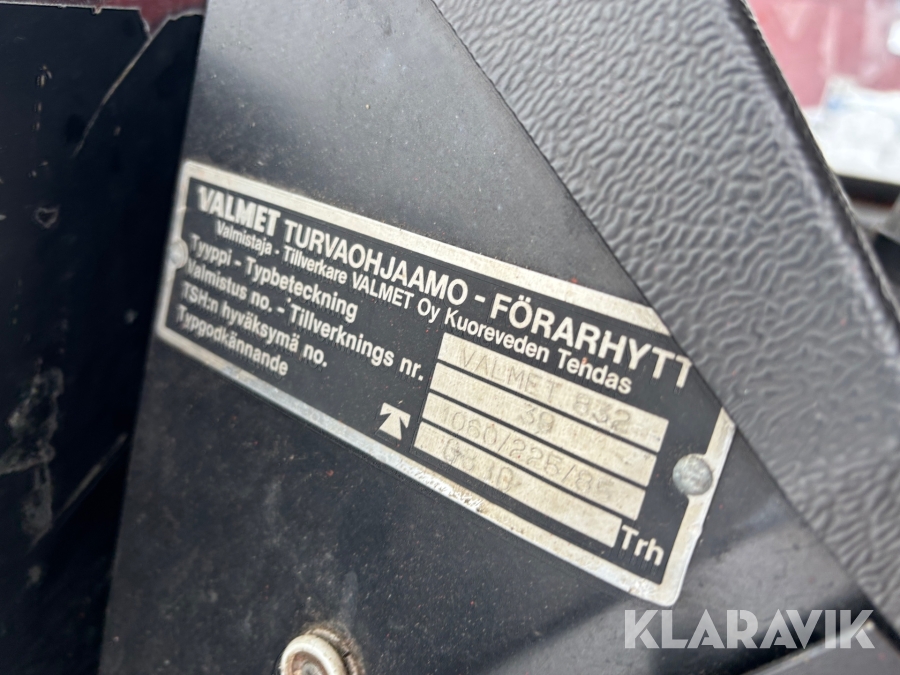 VALMET TURVAOHJAAMO - FÖRARHYTT
Valmistaja - Tillverkare VALMET Oy Kuoreveden Tehdas
Tyyppi - Typbeteckning VALMET 832
Valmistus no. - Tillverknings nr. 39
TSH:n hyväksymä no. 1060/225/85
Typgodkännande
Trh
KLARAVIK